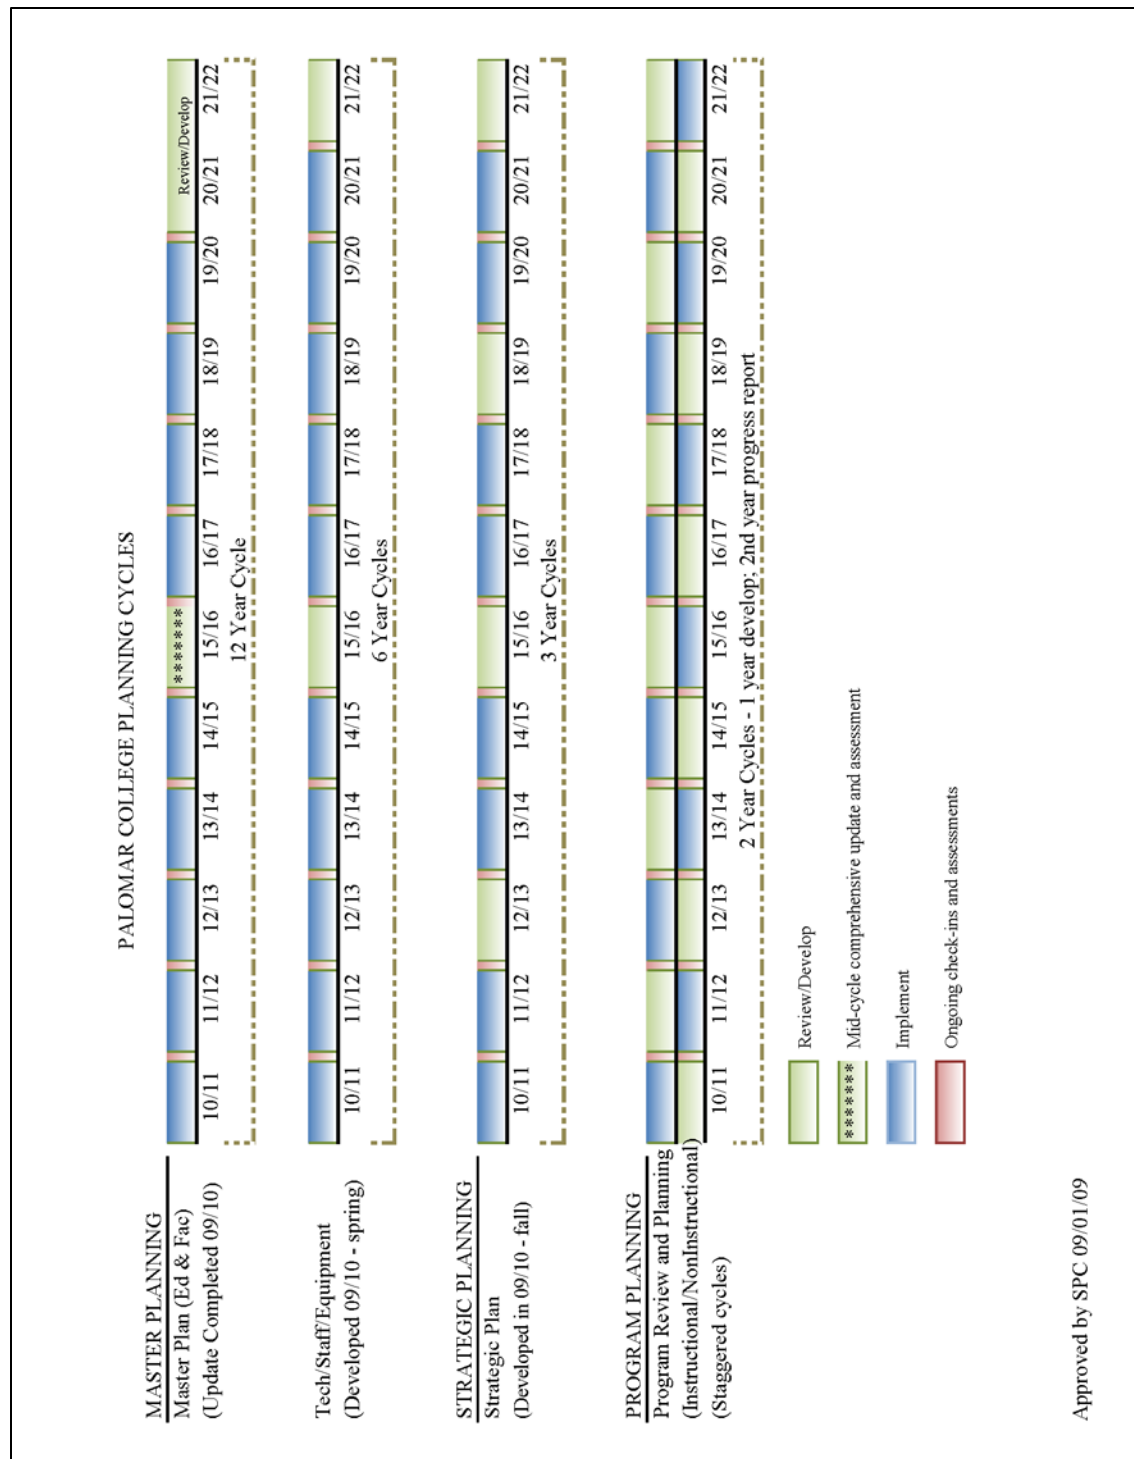 PALOMAR COLLEGE PLANNING CYCLES
MASTER PLANNING
Master Plan (Ed & Fac)
(Update Completed 09/10)
*******
Review/Develop
10/11 11/12 12/13 13/14 14/15 15/16 16/17 17/18 18/19 19/20 20/21 21/22
12 Year Cycle
Tech/Staff/Equipment
(Developed 09/10 - spring)
10/11 11/12 12/13 13/14 14/15 15/16 16/17 17/18 18/19 19/20 20/21 21/22
6 Year Cycles
STRATEGIC PLANNING
Strategic Plan
(Developed in 09/10 - fall)
10/11 11/12 12/13 13/14 14/15 15/16 16/17 17/18 18/19 19/20 20/21 21/22
3 Year Cycles
PROGRAM PLANNING
Program Review and Planning
(Instructional/NonInstructional)
(Staggered cycles)
10/11 11/12 12/13 13/14 14/15 15/16 16/17 17/18 18/19 19/20 20/21 21/22
2 Year Cycles - 1 year develop; 2nd year progress report
Review/Develop
******* Mid-cycle comprehensive update and assessment
Implement
Ongoing check-ins and assessments
Approved by SPC 09/01/09